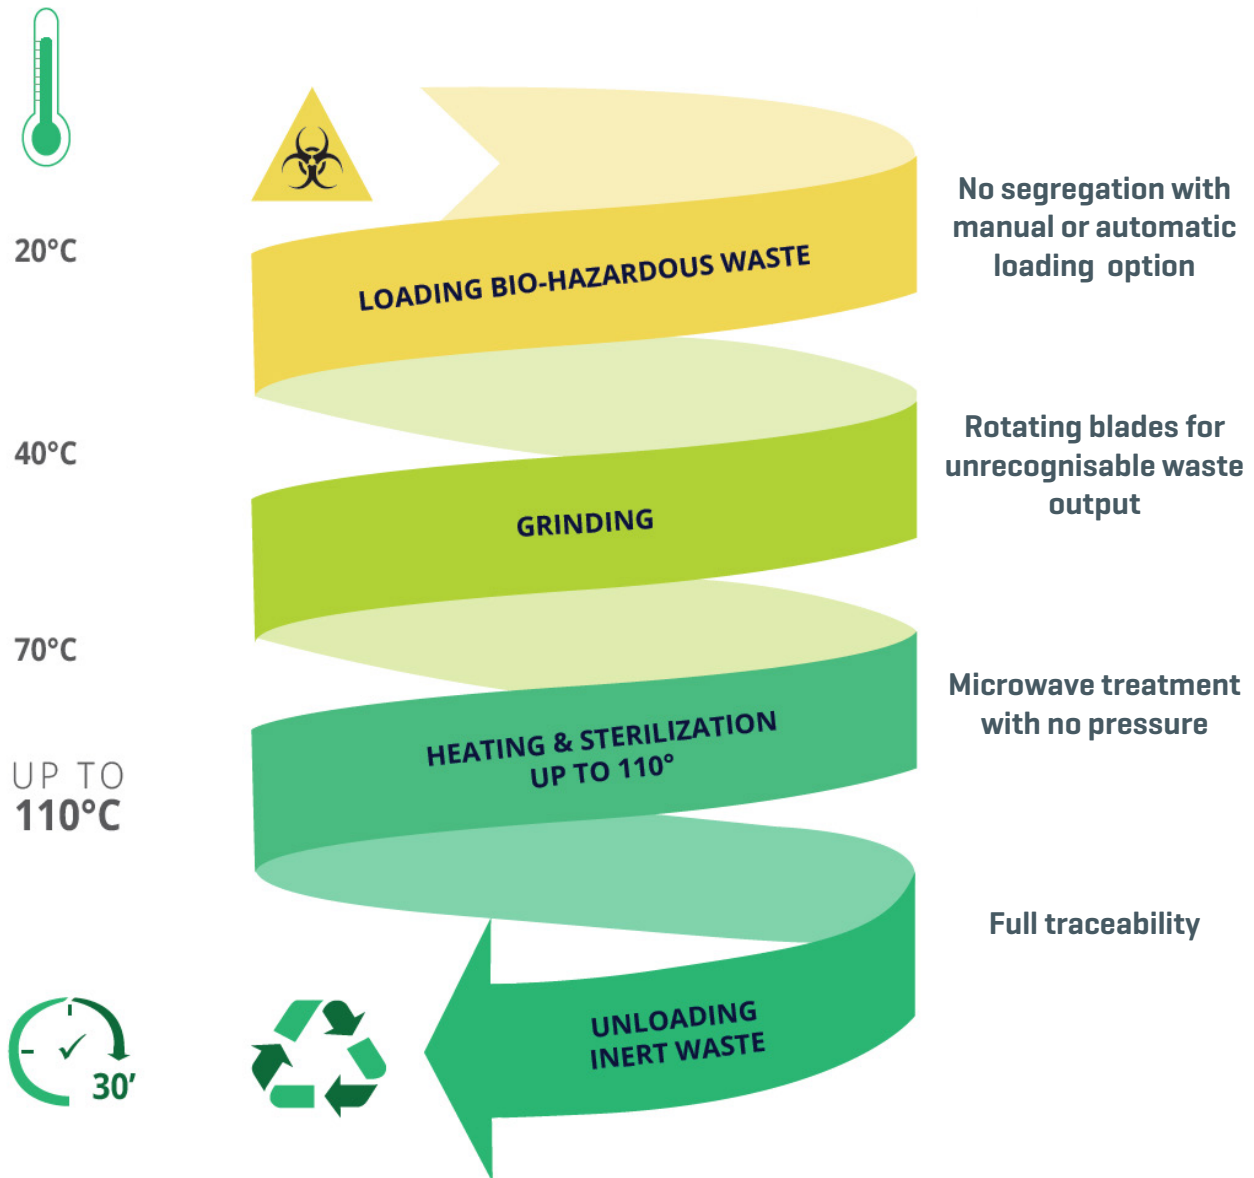 20°C
LOADING BIO-HAZARDOUS WASTE
No segregation with
manual or automatic
loading option
40°C
GRINDING
Rotating blades for
unrecognisable waste
output
70°C
HEATING & STERILIZATION
UP TO 110°
Microwave treatment
with no pressure
UP TO
110°C
Full traceability
UNLOADING
INERT WASTE
30'